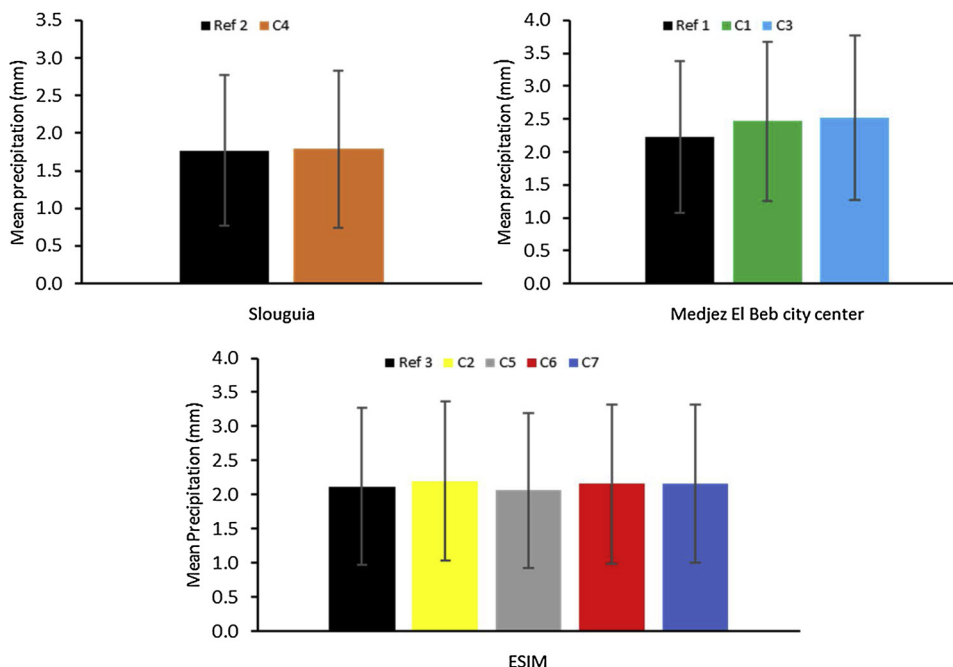 Ref 2 C4
Mean precipitation (mm)
3.5
3.0
2.5
2.0
1.5
1.0
0.5
0.0
Slouguia
Ref 1 C1 C3
Mean precipitation (mm)
4.0
3.5
3.0
2.5
2.0
1.5
1.0
0.5
0.0
Medjez El Beb city center
Ref 3 C2 C5 C6 C7
Mean Precipitation (mm)
4.0
3.5
3.0
2.5
2.0
1.5
1.0
0.5
0.0
ESIM